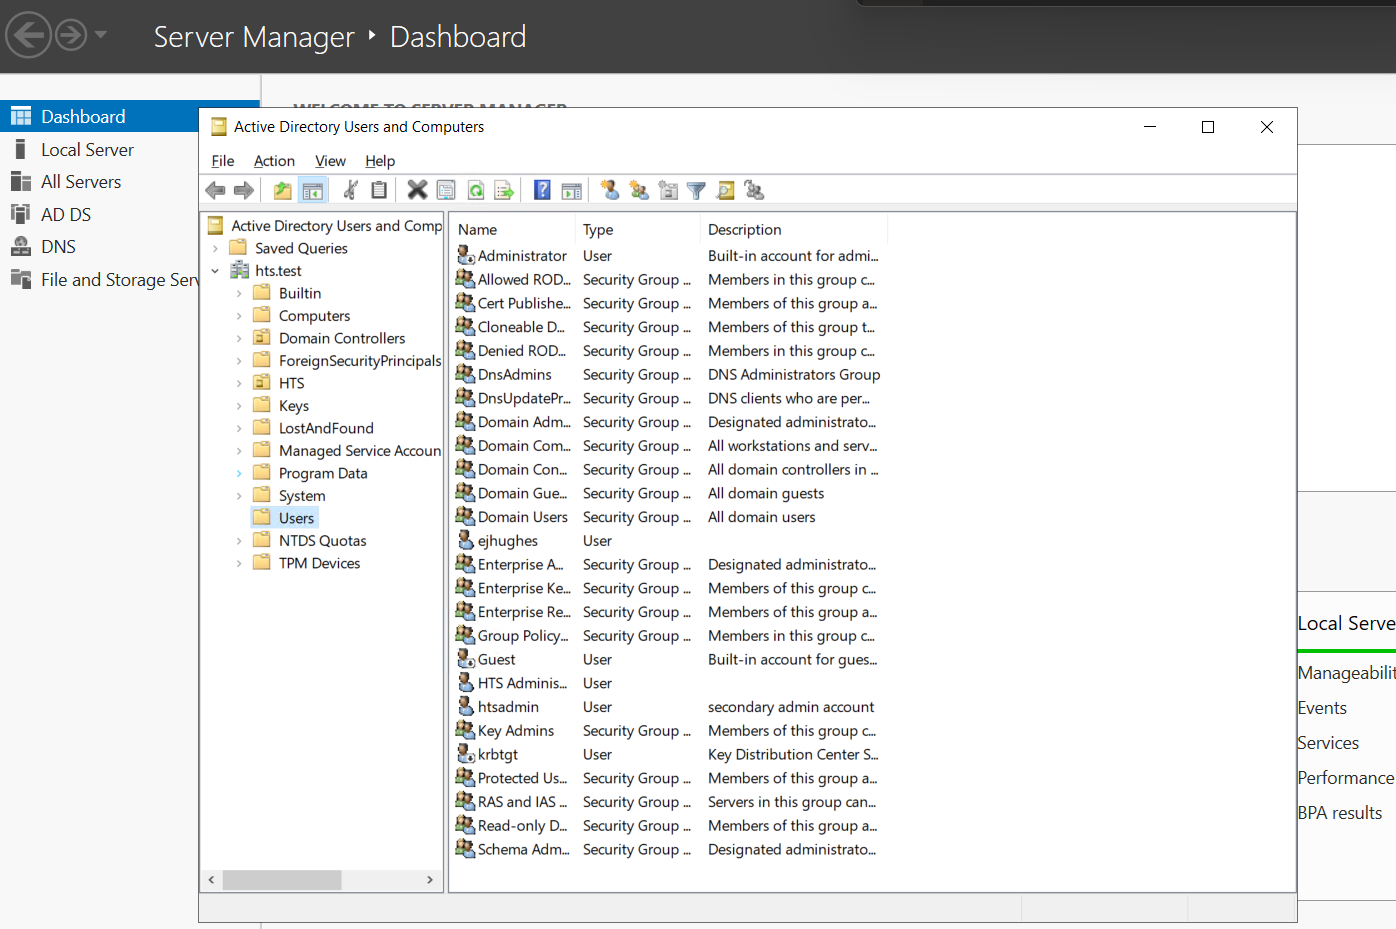 Server Manager ‣ Dashboard
WELCOME TO SERVER MANAGER
Dashboard
Local Server
All Servers
AD DS
DNS
File and Storage Serv
Active Directory Users and Computers
File Action View Help
Active Directory Users and Comp
Saved Queries
hts.test
Builtin
Computers
Domain Controllers
ForeignSecurityPrincipals
HTS
Keys
LostAndFound
Managed Service Accoun
Program Data
System
Users
NTDS Quotas
TPM Devices
Name Type Description
Administrator User Built-in account for admi...
Allowed ROD... Security Group ... Members in this group c...
Cert Publishe... Security Group ... Members of this group a...
Cloneable D... Security Group ... Members of this group t...
Denied ROD... Security Group ... Members in this group c...
DnsAdmins Security Group ... DNS Administrators Group
DnsUpdatePr... Security Group ... DNS clients who are per...
Domain Adm... Security Group ... Designated administrato...
Domain Com... Security Group ... All workstations and serv...
Domain Con... Security Group ... All domain controllers in ...
Domain Gue... Security Group ... All domain guests
Domain Users Security Group ... All domain users
ejhughes User
Enterprise A... Security Group ... Designated administrato...
Enterprise Ke... Security Group ... Members of this group c...
Enterprise Re... Security Group ... Members of this group a...
Group Policy... Security Group ... Members in this group c...
Guest User Built-in account for gues...
HTS Adminis... User
htsadmin User secondary admin account
Key Admins Security Group ... Members of this group c...
krbtgt User Key Distribution Center S...
Protected Us... Security Group ... Members of this group a...
RAS and IAS ... Security Group ... Servers in this group can...
Read-only D... Security Group ... Members of this group a...
Schema Adm... Security Group ... Designated administrato...
Local Serve
Manageabilit
Events
Services
Performance
BPA results